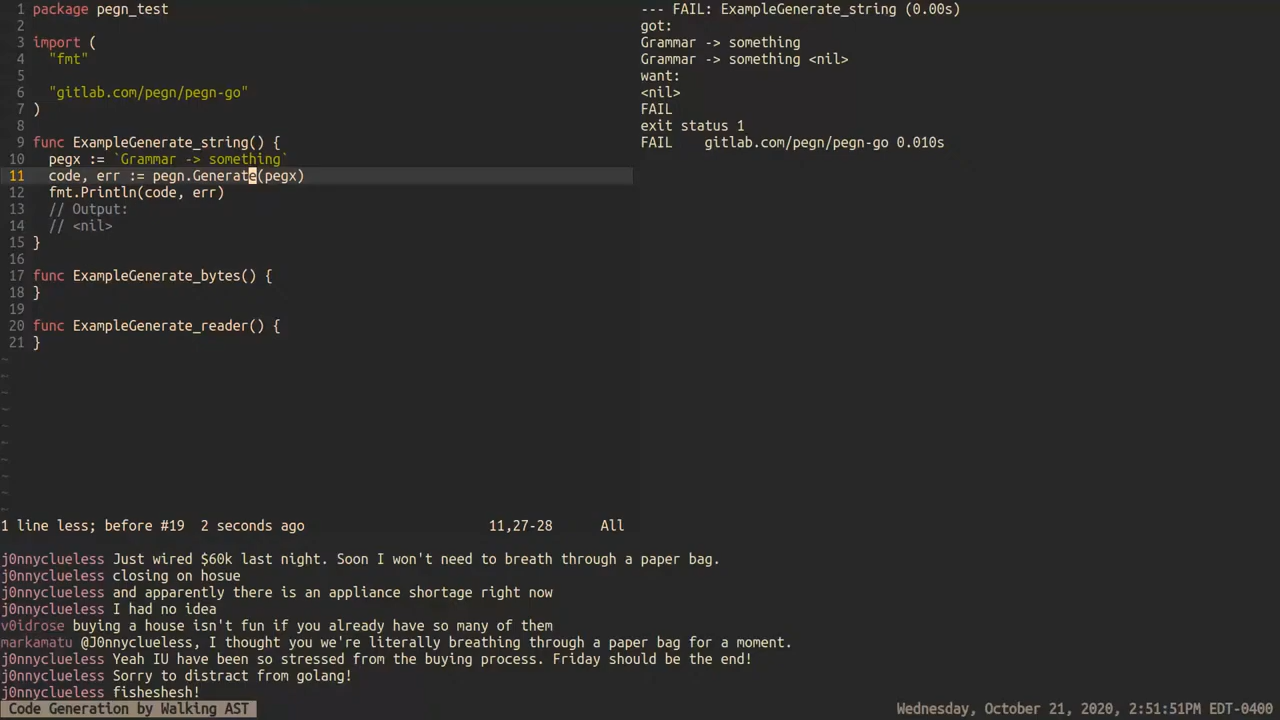 1 package pegn_test
2
3 import (
4   "fmt"
5
6   "gitlab.com/pegn/pegn-go"
7 )
8
9 func ExampleGenerate_string() {
10   pegx := `Grammar -> something`
11   code, err := pegn.Generate(pegx)
12   fmt.Println(code, err)
13   // Output:
14   // <nil>
15 }
16
17 func ExampleGenerate_bytes() {
18 }
19
20 func ExampleGenerate_reader() {
21 }
~
~
~
~
~
~
~
~
~
1 line less; before #19  2 seconds ago                       11,27-28      All
--- FAIL: ExampleGenerate_string (0.00s)
got:
Grammar -> something
Grammar -> something <nil>
want:
<nil>
FAIL
exit status 1
FAIL    gitlab.com/pegn/pegn-go 0.010s
j0nnyclueless Just wired $60k last night. Soon I won't need to breath through a paper bag.
j0nnyclueless closing on hosue
j0nnyclueless and apparently there is an appliance shortage right now
j0nnyclueless I had no idea
v0idrose buying a house isn't fun if you already have so many of them
markamatu @J0nnyclueless, I thought you we're literally breathing through a paper bag for a moment.
j0nnyclueless Yeah IU have been so stressed from the buying process. Friday should be the end!
j0nnyclueless Sorry to distract from golang!
j0nnyclueless fisheshesh!
Code Generation by Walking AST
Wednesday, October 21, 2020, 2:51:51PM EDT-0400